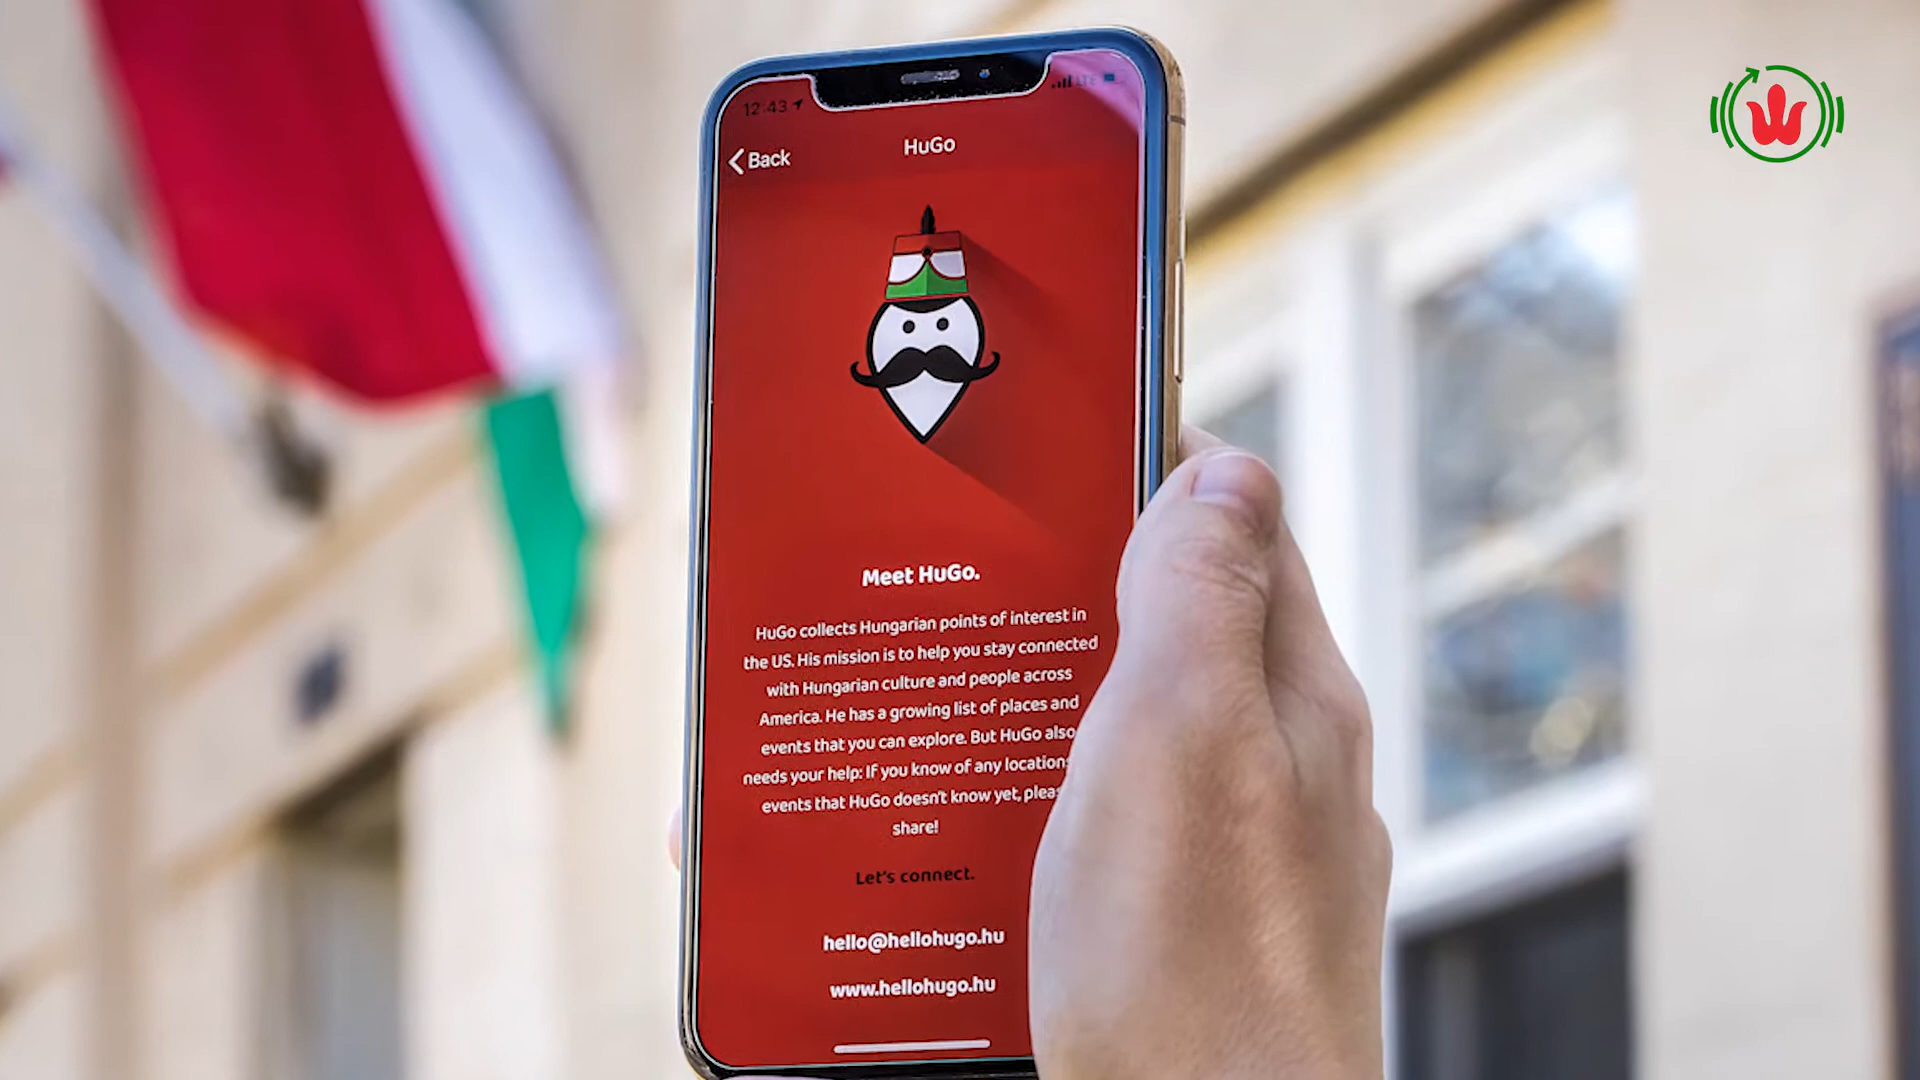 12:43
LTE
Back
HuGo
Meet HuGo.
HuGo collects Hungarian points of interest in
the US. His mission is to help you stay connected
with Hungarian culture and people across
America. He has a growing list of places and
events that you can explore. But HuGo also
needs your help: If you know of any location
events that HuGo doesn't know yet, pleas
share!
Let's connect.
hello@hellohugo.hu
www.hellohugo.hu